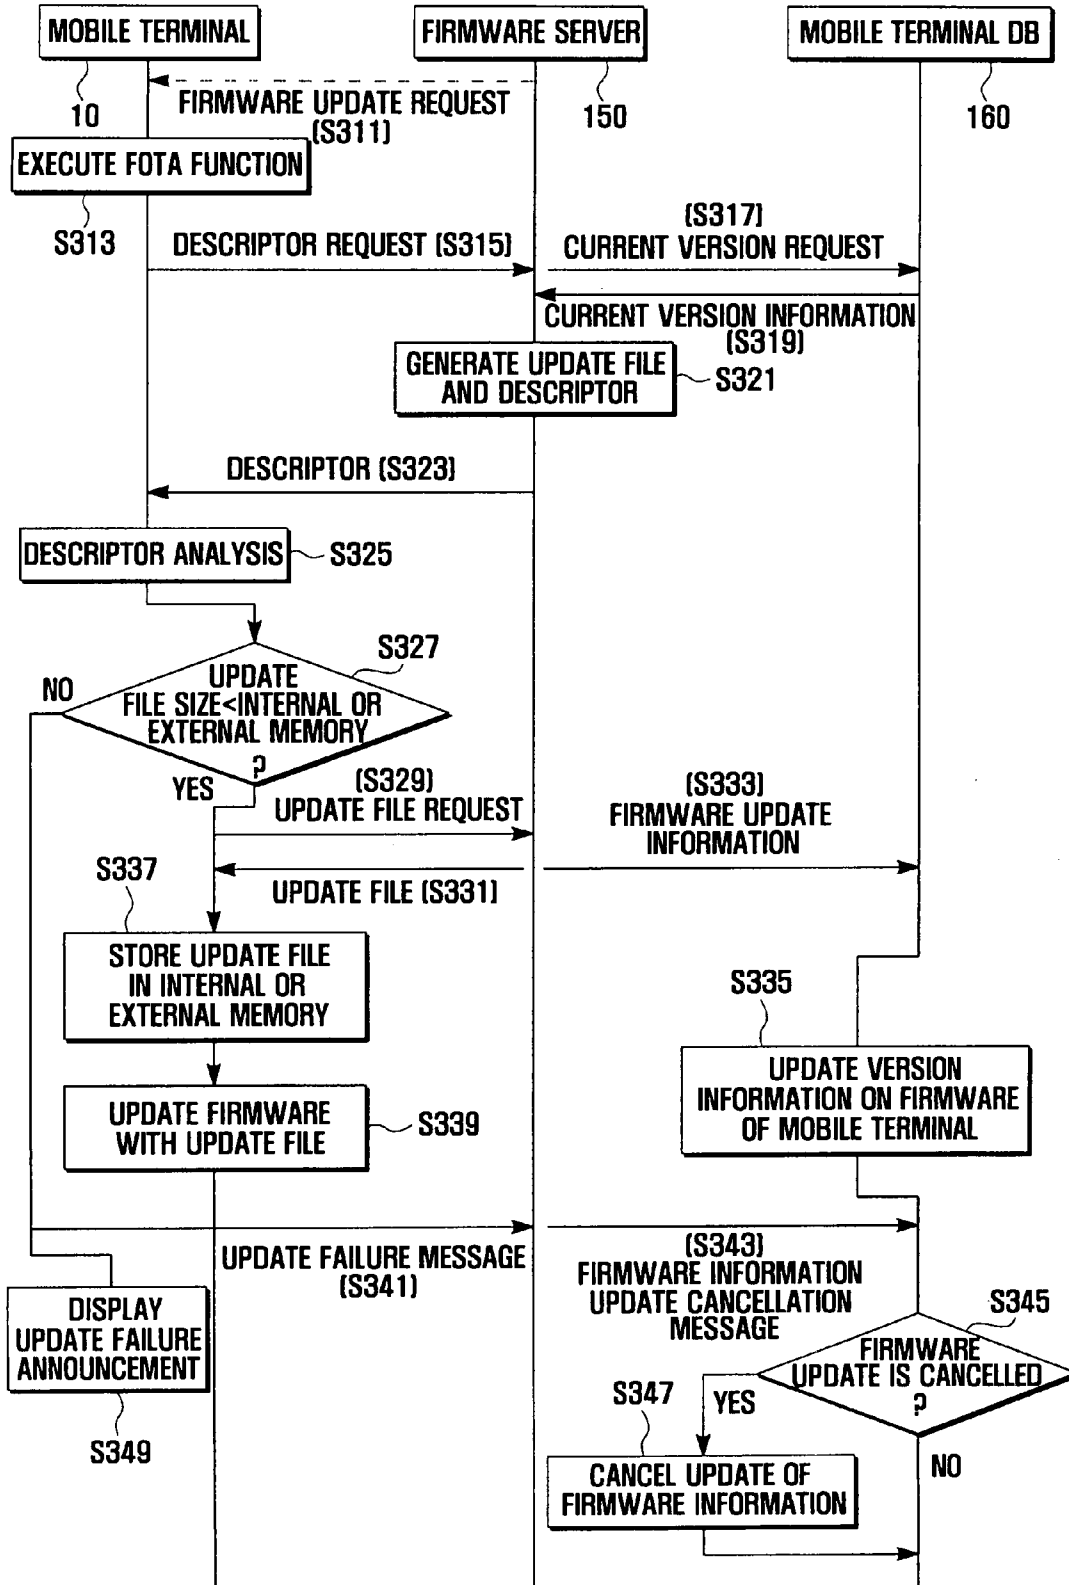 MOBILE TERMINAL
FIRMWARE SERVER
MOBILE TERMINAL DB
10
150
160
FIRMWARE UPDATE REQUEST
(S311)
EXECUTE FOTA FUNCTION
S313
DESCRIPTOR REQUEST (S315)
(S317)
CURRENT VERSION REQUEST
CURRENT VERSION INFORMATION
(S319)
GENERATE UPDATE FILE
AND DESCRIPTOR
S321
DESCRIPTOR (S323)
DESCRIPTOR ANALYSIS
S325
S327
UPDATE
FILE SIZE<INTERNAL OR
EXTERNAL MEMORY
?
NO
YES
(S329)
UPDATE FILE REQUEST
(S333)
FIRMWARE UPDATE
INFORMATION
UPDATE FILE (S331)
S337
STORE UPDATE FILE
IN INTERNAL OR
EXTERNAL MEMORY
S335
UPDATE VERSION
INFORMATION ON FIRMWARE
OF MOBILE TERMINAL
UPDATE FIRMWARE
WITH UPDATE FILE
S339
UPDATE FAILURE MESSAGE
(S341)
(S343)
FIRMWARE INFORMATION
UPDATE CANCELLATION
MESSAGE
DISPLAY
UPDATE FAILURE
ANNOUNCEMENT
S349
S345
FIRMWARE
UPDATE IS CANCELLED
?
YES
NO
S347
CANCEL UPDATE OF
FIRMWARE INFORMATION